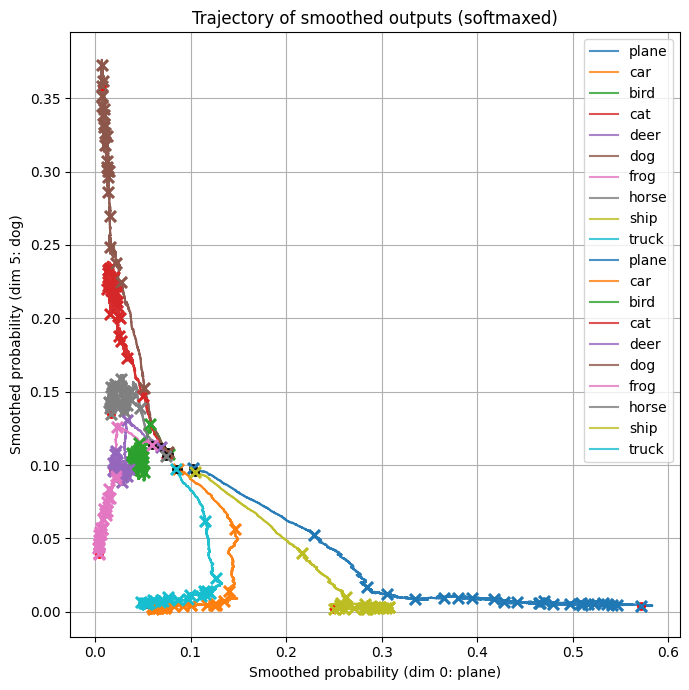 Trajectory of smoothed outputs (softmaxed)
plane
car
bird
cat
deer
dog
frog
horse
ship
truck
plane
car
bird
cat
deer
dog
frog
horse
ship
truck
Smoothed probability (dim 5: dog)
0.35
0.30
0.25
0.20
0.15
0.10
0.05
0.00
0.0 0.1 0.2 0.3 0.4 0.5 0.6
Smoothed probability (dim 0: plane)